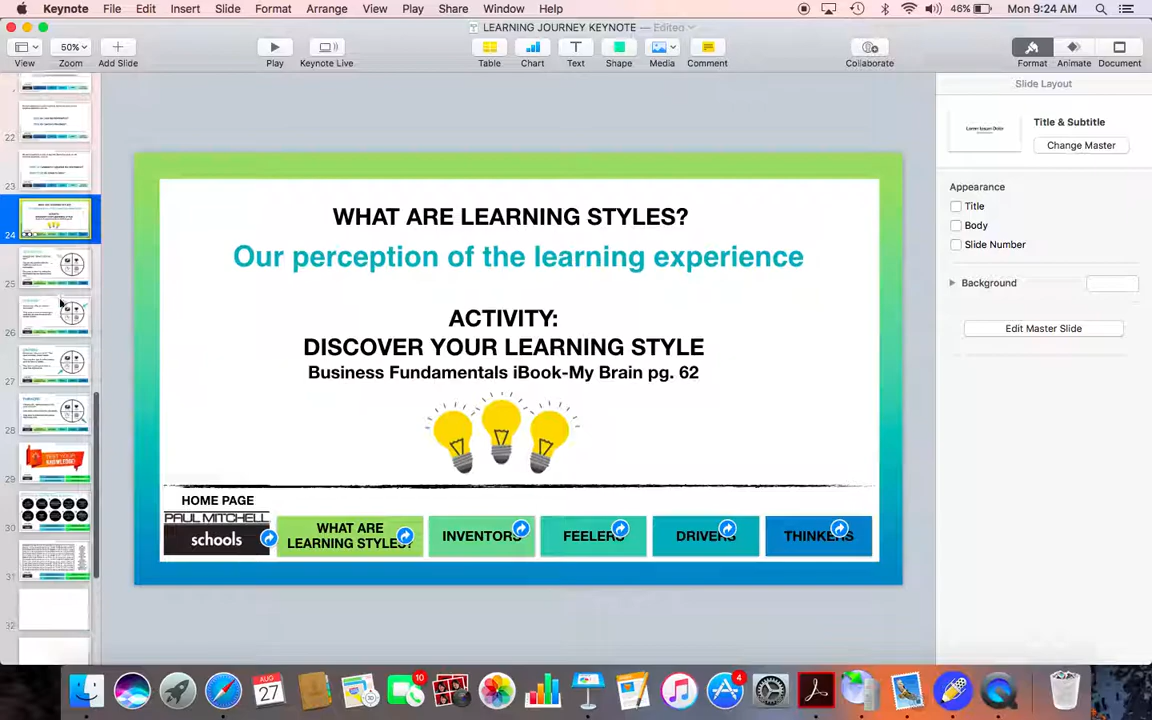 Keynote File Edit Insert Slide Format Arrange View Play Share Window Help 46% Mon 9:24 AM
LEARNING JOURNEY KEYNOTE — Edited
50%
View Zoom Add Slide Play Keynote Live Table Chart Text Shape Media Comment Collaborate Format Animate Document
Slide Layout
Title & Subtitle
Change Master
Appearance
Title
Body
Slide Number
Background
Edit Master Slide
22
23
24
25
26
27
28
29
30
31
32
WHAT ARE LEARNING STYLES?
Our perception of the learning experience
ACTIVITY:
DISCOVER YOUR LEARNING STYLE
Business Fundamentals iBook-My Brain pg. 62
HOME PAGE
PAUL MITCHELL
schools
WHAT ARE
LEARNING STYLES?
INVENTORS
FEELERS
DRIVERS
THINKERS
AUG
27
10
4